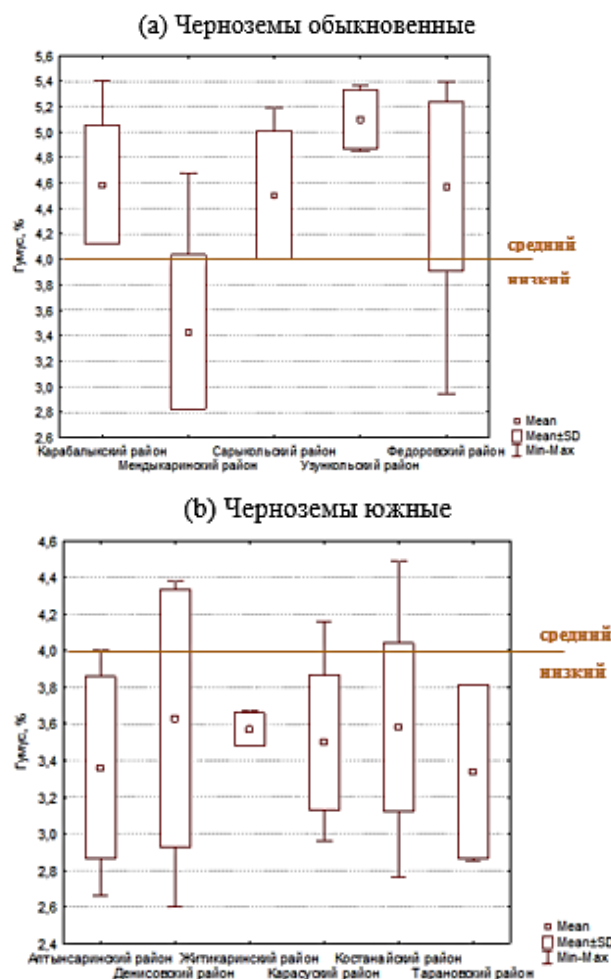 (a) Черноземы обыкновенные
5,6
5,4
5,2
5,0
4,8
4,6
4,4
4,2
4,0
3,8
3,6
3,4
3,2
3,0
2,8
2,6
Гумус, %
средний
низкий
Карабалыкский район Сарыкольский район Федоровский район
Мендыкаринский район Узункольский район
Mean
Mean±SD
Min-Max
(b) Черноземы южные
4,6
4,4
4,2
4,0
3,8
3,6
3,4
3,2
3,0
2,8
2,6
2,4
Гумус, %
средний
низкий
Алтынсаринский район Житикаринский район Костанайский район
Денисовский район Карасуский район Тарановский район
Mean
Mean±SD
Min-Max